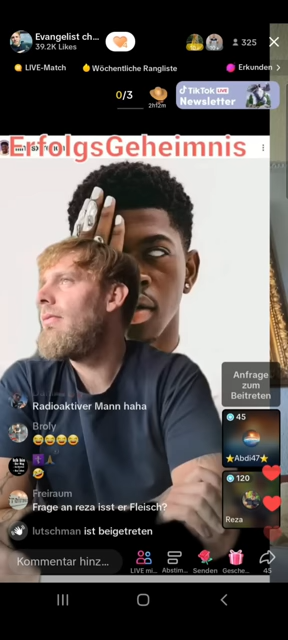 Evangelist ch...
39.2K Likes
325
LIVE-Match
Wöchentliche Rangliste
Erkunden >
0/3
2h12m
TikTok LIVE
Newsletter
ErfolgsGeheimnis
Anfrage
zum
Beitreten
45
⭐Abdi47⭐
120
Reza
Radioaktiver Mann haha
Broly
😂😂😂😂
Freiraum
Frage an reza isst er Fleisch?
lutschman ist beigetreten
Kommentar hinz...
LIVE mi...
Abstim...
Senden
Gesche...
45